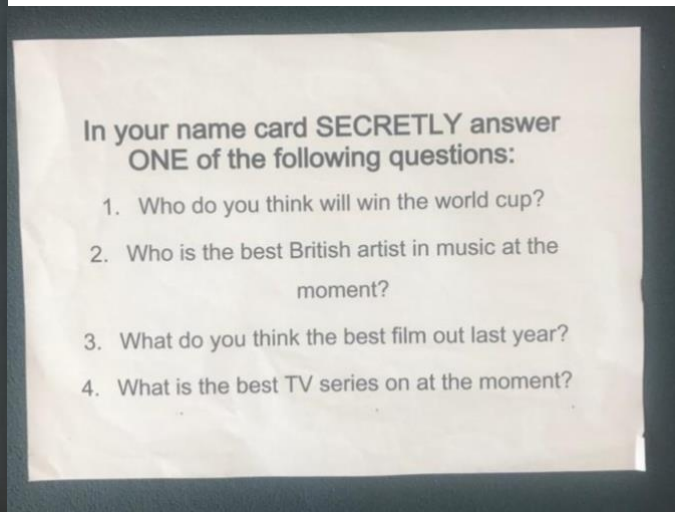 In your name card SECRETLY answer
ONE of the following questions:
1. Who do you think will win the world cup?
2. Who is the best British artist in music at the
moment?
3. What do you think the best film out last year?
4. What is the best TV series on at the moment?